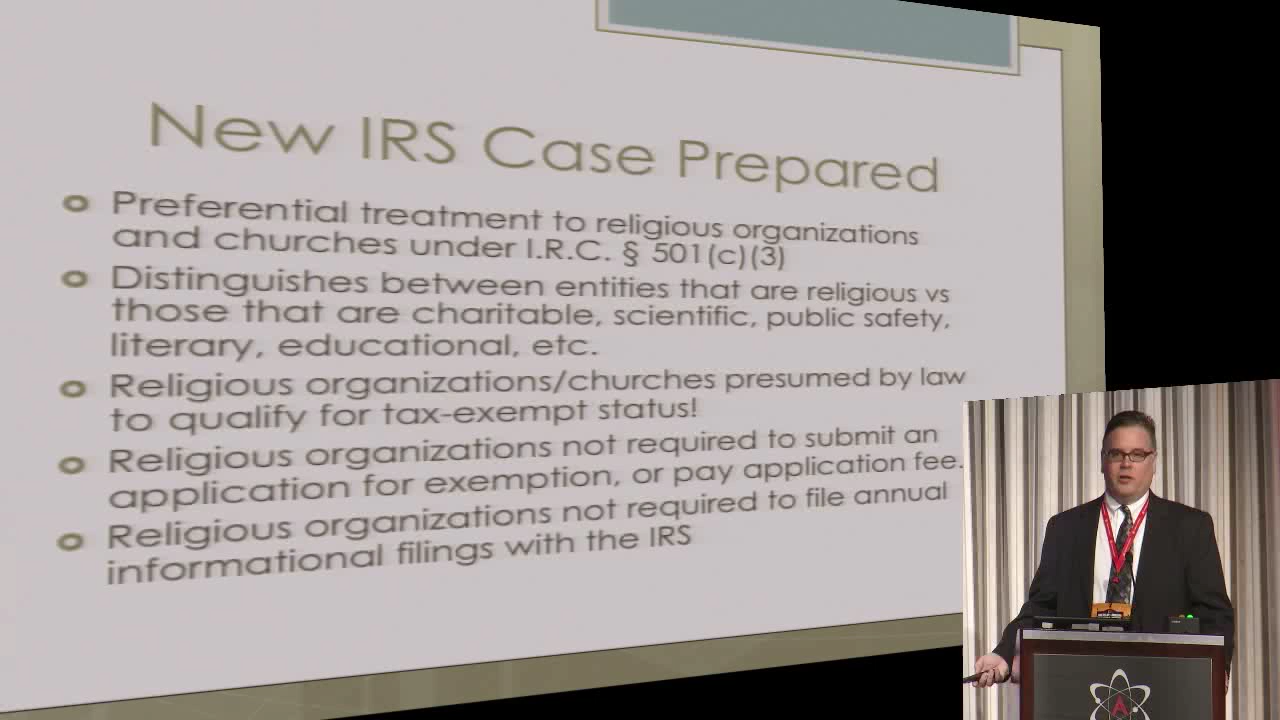 New IRS Case Prepared
Preferential treatment to religious organizations
and churches under I.R.C. § 501(c)(3)
Distinguishes between entities that are religious vs
those that are charitable, scientific, public safety,
literary, educational, etc.
Religious organizations/churches presumed by law
to qualify for tax-exempt status!
Religious organizations not required to submit an
application for exemption, or pay application fee.
Religious organizations not required to file annual
informational filings with the IRS
A